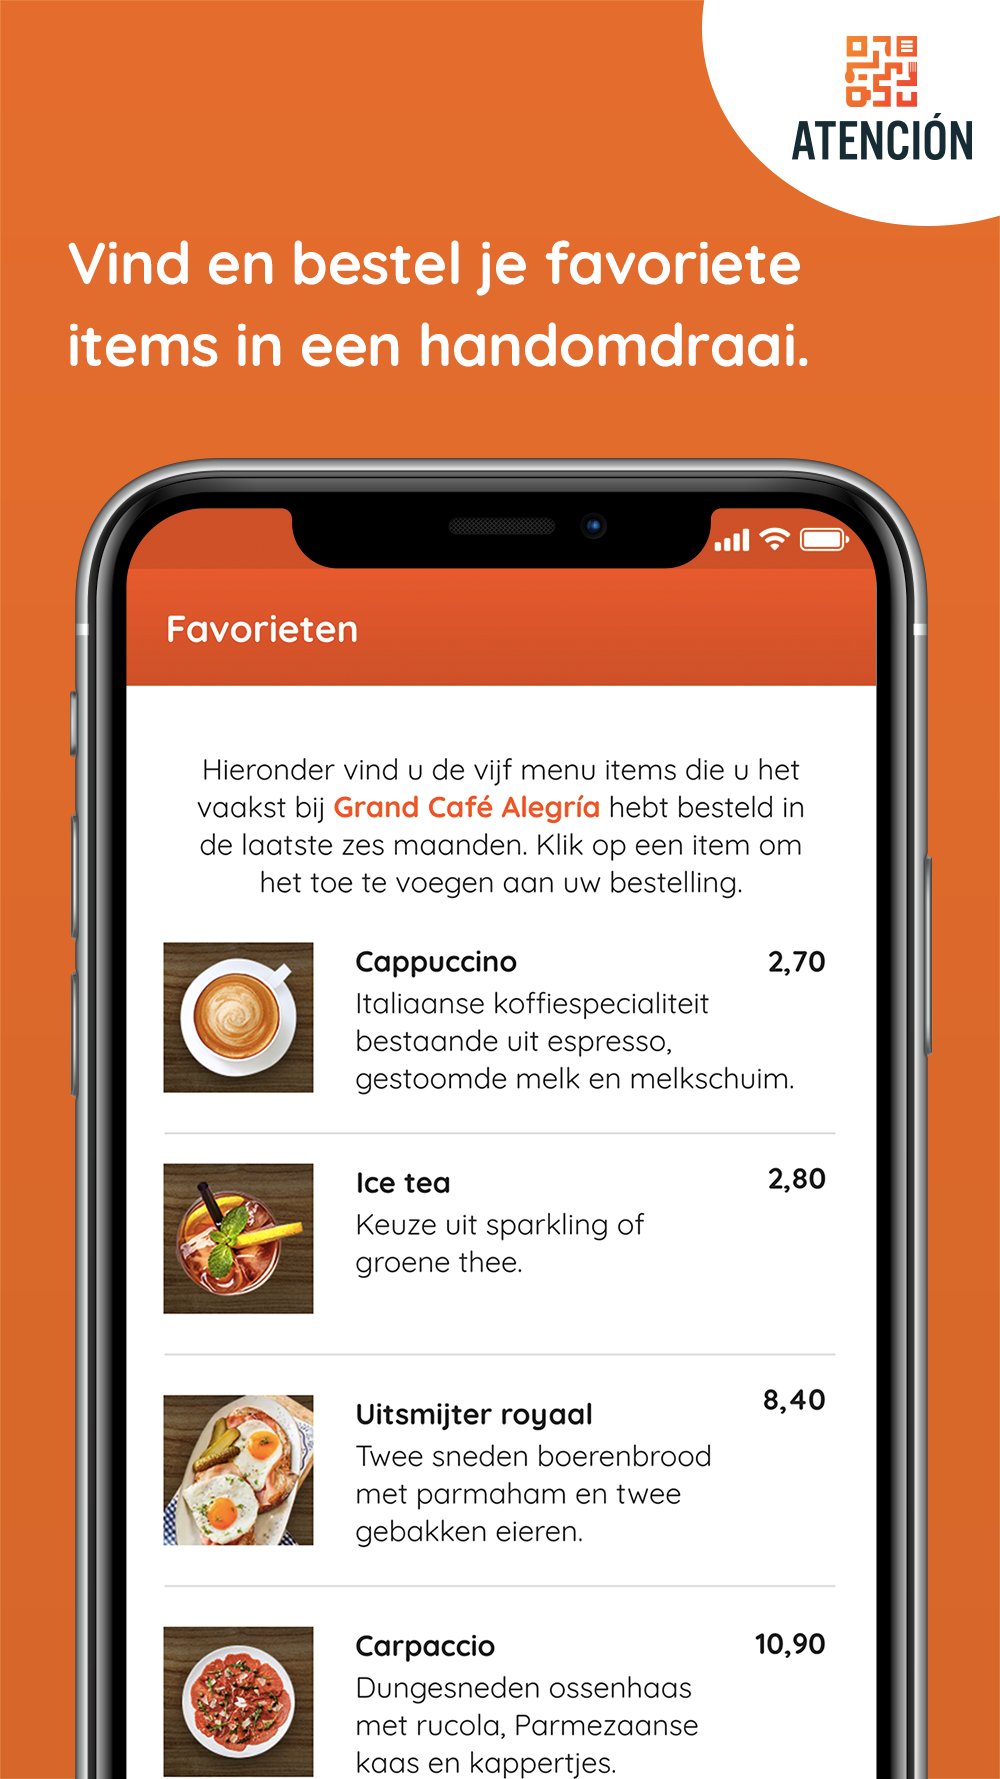 ATENCIÓN
Vind en bestel je favoriete
items in een handomdraai.
Favorieten
Hieronder vind u de vijf menu items die u het
vaakst bij Grand Café Alegría hebt besteld in
de laatste zes maanden. Klik op een item om
het toe te voegen aan uw bestelling.
Cappuccino 2,70
Italiaanse koffiespecialiteit
bestaande uit espresso,
gestoomde melk en melkschuim.
Ice tea 2,80
Keuze uit sparkling of
groene thee.
Uitsmijter royaal 8,40
Twee sneden boerenbrood
met parmaham en twee
gebakken eieren.
Carpaccio 10,90
Dungesneden ossenhaas
met rucola, Parmezaanse
kaas en kappertjes.